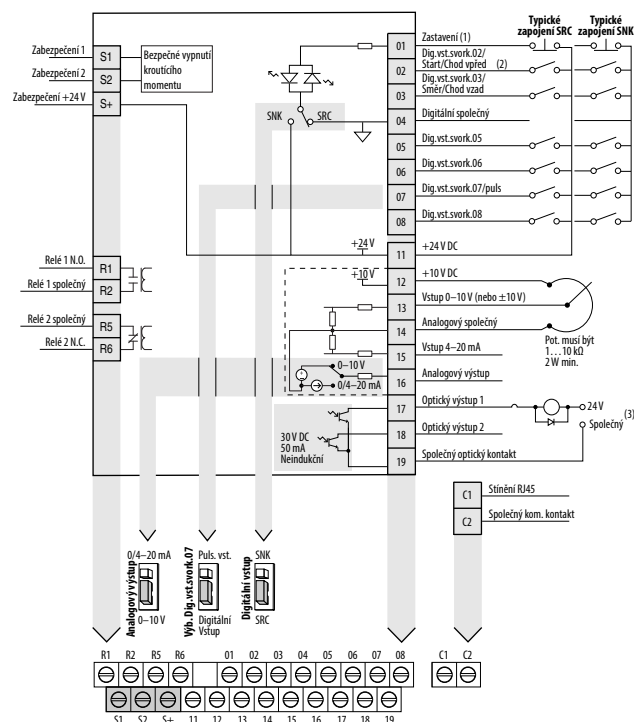 Typické
zapojení SRC
Typické
zapojení SNK
Zabezpečení 1
S1
Zabezpečení 2
S2
Zabezpečení +24 V
S+
Bezpečné vypnutí
kroutícího
momentu
SNK
SRC
01
Zastavení (1)
02
Dig.vst.svork.02/
Start/Chod vpřed (2)
03
Dig.vst.svork.03/
Směr/Chod vzad
04
Digitální společný
05
Dig.vst.svork.05
06
Dig.vst.svork.06
07
Dig.vst.svork.07/puls
08
Dig.vst.svork.08
+24 V
11
+24 V DC
+10 V
12
+10 V DC
13
Vstup 0–10 V (nebo ±10 V)
14
Analogový společný
15
Vstup 4–20 mA
16
Analogový výstup
Pot. musí být
1…10 kΩ
2 W min.
Relé 1 N.O.
R1
Relé 1 společný
R2
Relé 2 společný
R5
Relé 2 N.C.
R6
0–10 V
0/4–20 mA
30 V DC
50 mA
Neindukční
17
Optický výstup 1
24 V
Společný (3)
18
Optický výstup 2
19
Společný optický kontakt
C1
Stínění RJ45
C2
Společný kom. kontakt
Analogový výstup
0/4–20 mA
0–10 V
Výb. Dig.vst.svork.07
Puls. vst.
Digitální
Vstup
Digitální vstup
SNK
SRC
R1 R2 R5 R6 01 02 03 04 05 06 07 08 C1 C2
S1 S2 S+ 11 12 13 14 15 16 17 18 19